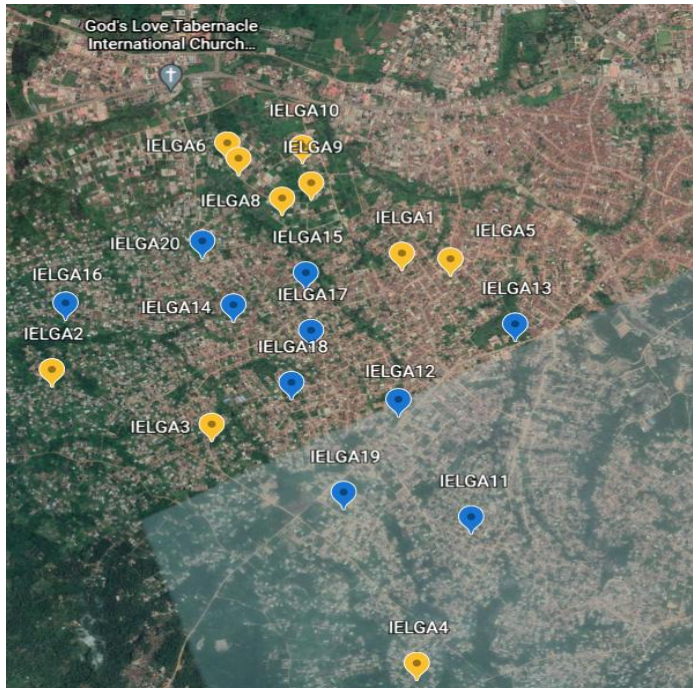 God's Love Tabernacle
International Church...
IELGA10
IELGA6
IELGA9
IELGA8
IELGA1
IELGA5
IELGA15
IELGA20
IELGA16
IELGA17
IELGA14
IELGA13
IELGA2
IELGA18
IELGA12
IELGA3
IELGA19
IELGA11
IELGA4